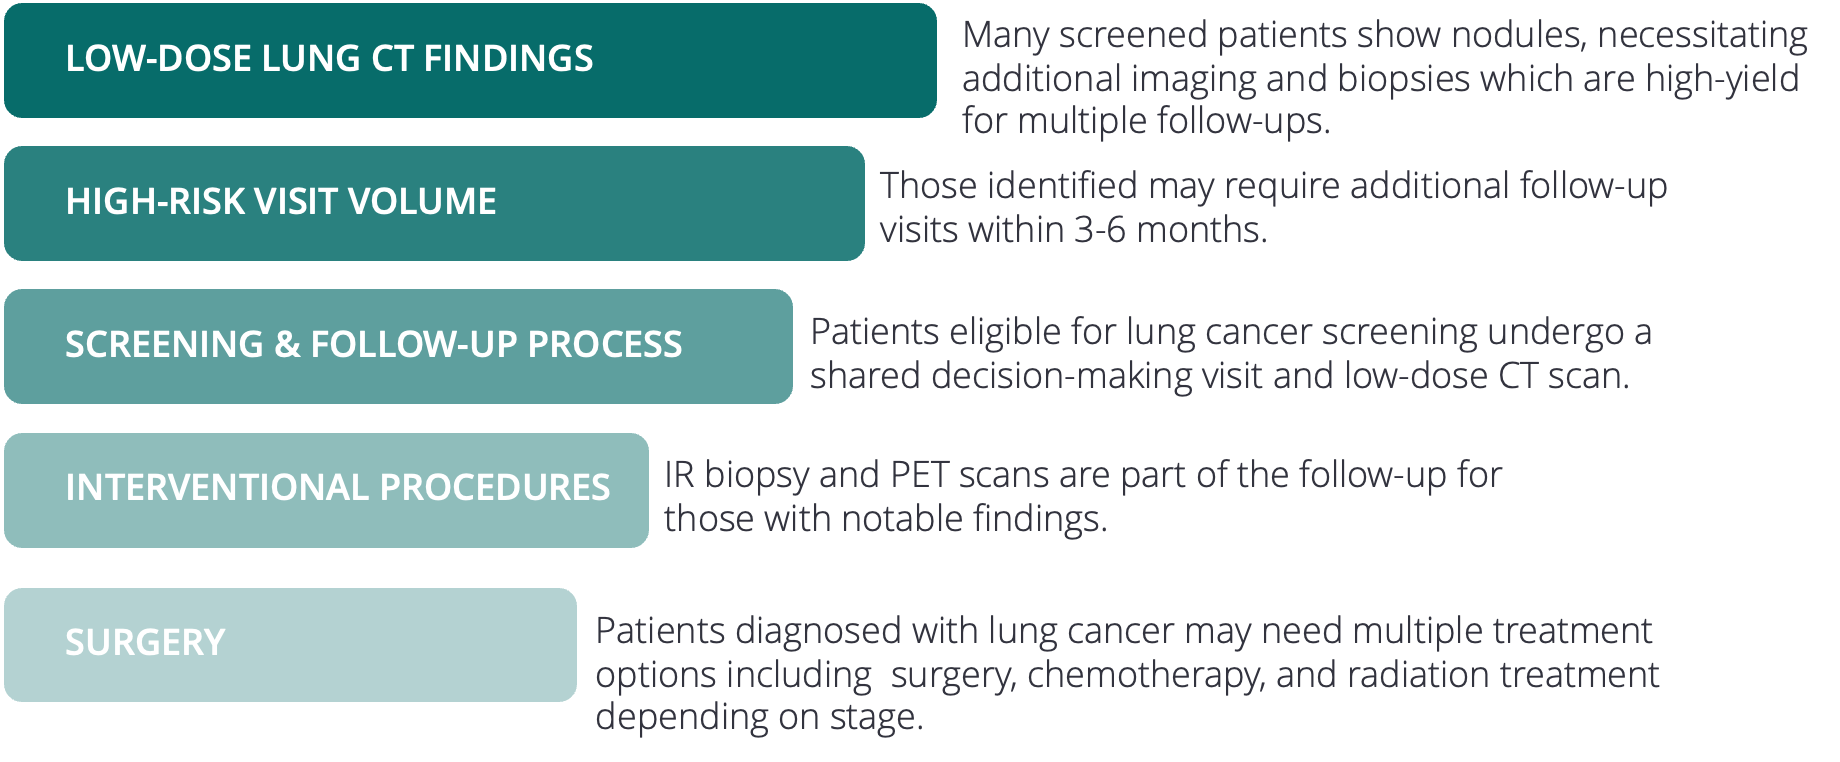 LOW-DOSE LUNG CT FINDINGS
Many screened patients show nodules, necessitating
additional imaging and biopsies which are high-yield
for multiple follow-ups.
HIGH-RISK VISIT VOLUME
Those identified may require additional follow-up
visits within 3-6 months.
SCREENING & FOLLOW-UP PROCESS
Patients eligible for lung cancer screening undergo a
shared decision-making visit and low-dose CT scan.
INTERVENTIONAL PROCEDURES
IR biopsy and PET scans are part of the follow-up for
those with notable findings.
SURGERY
Patients diagnosed with lung cancer may need multiple treatment
options including  surgery, chemotherapy, and radiation treatment
depending on stage.